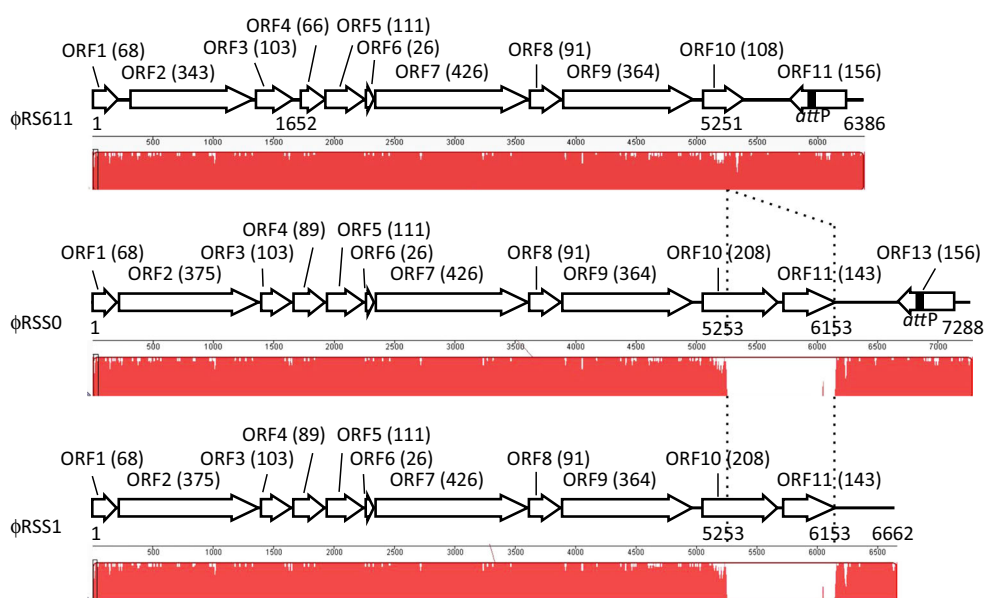 ORF4 (66) ORF5 (111)
ORF1 (68) ORF3 (103) ORF6 (26) ORF8 (91) ORF10 (108)
ORF2 (343) ORF7 (426) ORF9 (364) ORF11 (156)
ϕRS611
attP
1 1652 5251 6386
500 1000 1500 2000 2500 3000 3500 4000 4500 5000 5500 6000
ORF4 (89) ORF5 (111)
ORF1 (68) ORF3 (103) ORF6 (26) ORF8 (91) ORF10 (208) ORF13 (156)
ORF2 (375) ORF7 (426) ORF9 (364) ORF11 (143)
ϕRSS0
attP
1 5253 6153 7288
500 1000 1500 2000 2500 3000 3500 4000 4500 5000 5500 6000 6500 7000
ORF4 (89) ORF5 (111)
ORF1 (68) ORF3 (103) ORF6 (26) ORF8 (91) ORF10 (208)
ORF2 (375) ORF7 (426) ORF9 (364) ORF11 (143)
ϕRSS1
1 5253 6153 6662
500 1000 1500 2000 2500 3000 3500 4000 4500 5000 5500 6000 6500